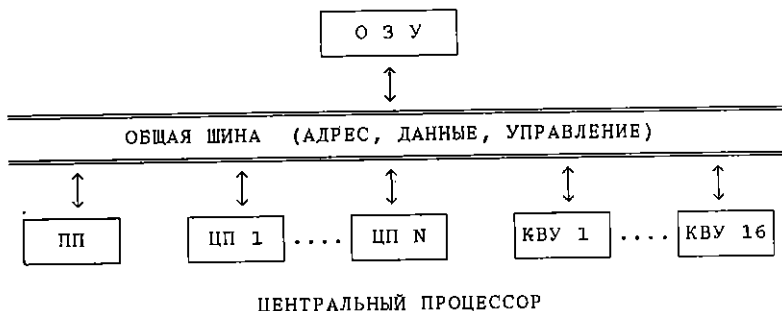 О З У
ОБЩАЯ ШИНА (АДРЕС, ДАННЫЕ, УПРАВЛЕНИЕ)
ПП ЦП 1 .... ЦП N КВУ 1 .... КВУ 16
ЦЕНТРАЛЬНЫЙ ПРОЦЕССОР